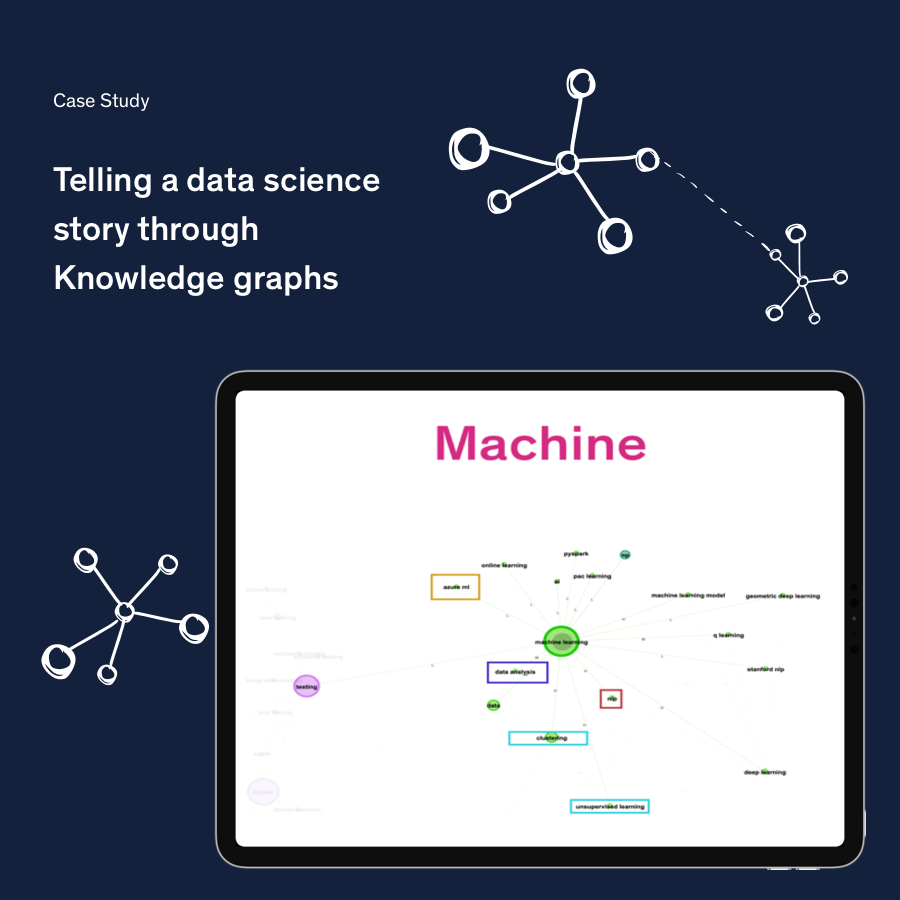 Case Study
Telling a data science
story through
Knowledge graphs
Machine
pyspark
online learning
ai
pac learning
azure ml
machine learning model
geometric deep learning
machine learning
q learning
data analysis
stanford nlp
testing
nlp
data
clustering
deep learning
unsupervised learning